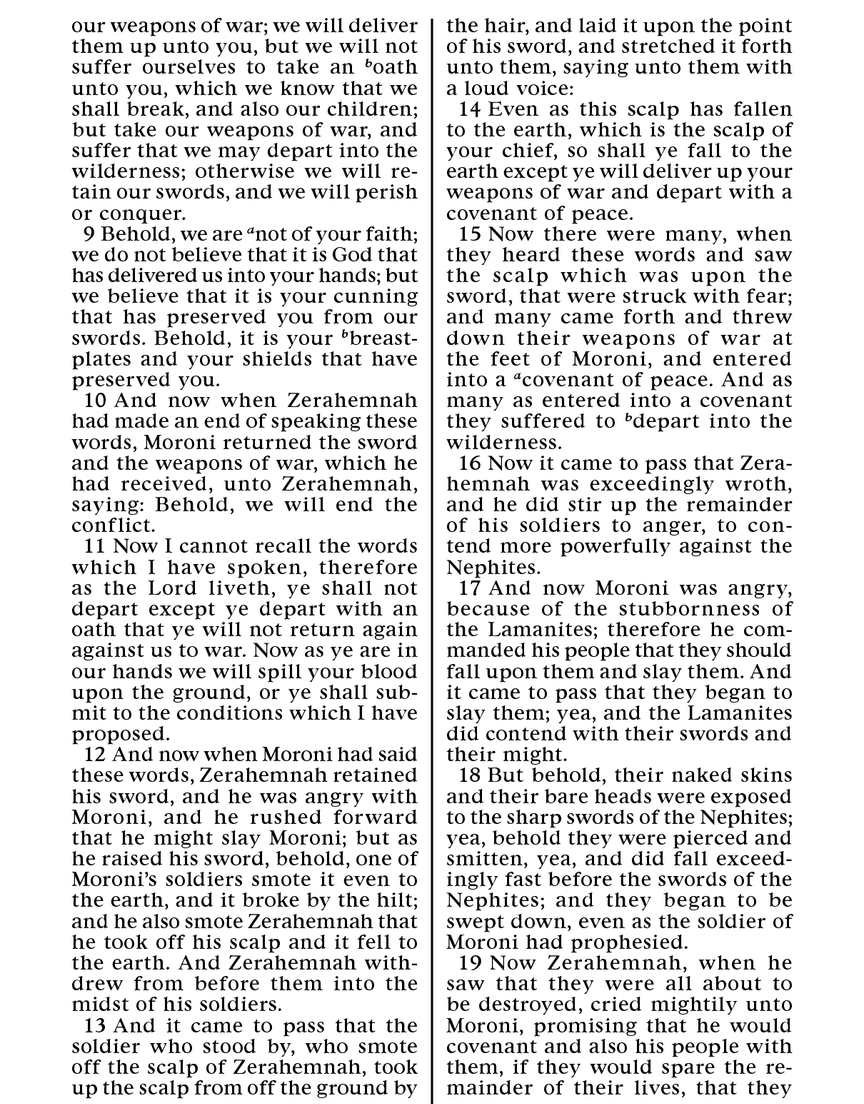 our weapons of war; we will deliver
them up unto you, but we will not
suffer ourselves to take an boath
unto you, which we know that we
shall break, and also our children;
but take our weapons of war, and
suffer that we may depart into the
wilderness; otherwise we will re-
tain our swords, and we will perish
or conquer.
9 Behold, we are anot of your faith;
we do not believe that it is God that
has delivered us into your hands; but
we believe that it is your cunning
that has preserved you from our
swords. Behold, it is your bbreast-
plates and your shields that have
preserved you.
10 And now when Zerahemnah
had made an end of speaking these
words, Moroni returned the sword
and the weapons of war, which he
had received, unto Zerahemnah,
saying: Behold, we will end the
conflict.
11 Now I cannot recall the words
which I have spoken, therefore
as the Lord liveth, ye shall not
depart except ye depart with an
oath that ye will not return again
against us to war. Now as ye are in
our hands we will spill your blood
upon the ground, or ye shall sub-
mit to the conditions which I have
proposed.
12 And now when Moroni had said
these words, Zerahemnah retained
his sword, and he was angry with
Moroni, and he rushed forward
that he might slay Moroni; but as
he raised his sword, behold, one of
Moroni's soldiers smote it even to
the earth, and it broke by the hilt;
and he also smote Zerahemnah that
he took off his scalp and it fell to
the earth. And Zerahemnah with-
drew from before them into the
midst of his soldiers.
13 And it came to pass that the
soldier who stood by, who smote
off the scalp of Zerahemnah, took
up the scalp from off the ground by
the hair, and laid it upon the point
of his sword, and stretched it forth
unto them, saying unto them with
a loud voice:
14 Even as this scalp has fallen
to the earth, which is the scalp of
your chief, so shall ye fall to the
earth except ye will deliver up your
weapons of war and depart with a
covenant of peace.
15 Now there were many, when
they heard these words and saw
the scalp which was upon the
sword, that were struck with fear;
and many came forth and threw
down their weapons of war at
the feet of Moroni, and entered
into a acovenant of peace. And as
many as entered into a covenant
they suffered to bdepart into the
wilderness.
16 Now it came to pass that Zera-
hemnah was exceedingly wroth,
and he did stir up the remainder
of his soldiers to anger, to con-
tend more powerfully against the
Nephites.
17 And now Moroni was angry,
because of the stubbornness of
the Lamanites; therefore he com-
manded his people that they should
fall upon them and slay them. And
it came to pass that they began to
slay them; yea, and the Lamanites
did contend with their swords and
their might.
18 But behold, their naked skins
and their bare heads were exposed
to the sharp swords of the Nephites;
yea, behold they were pierced and
smitten, yea, and did fall exceed-
ingly fast before the swords of the
Nephites; and they began to be
swept down, even as the soldier of
Moroni had prophesied.
19 Now Zerahemnah, when he
saw that they were all about to
be destroyed, cried mightily unto
Moroni, promising that he would
covenant and also his people with
them, if they would spare the re-
mainder of their lives, that they